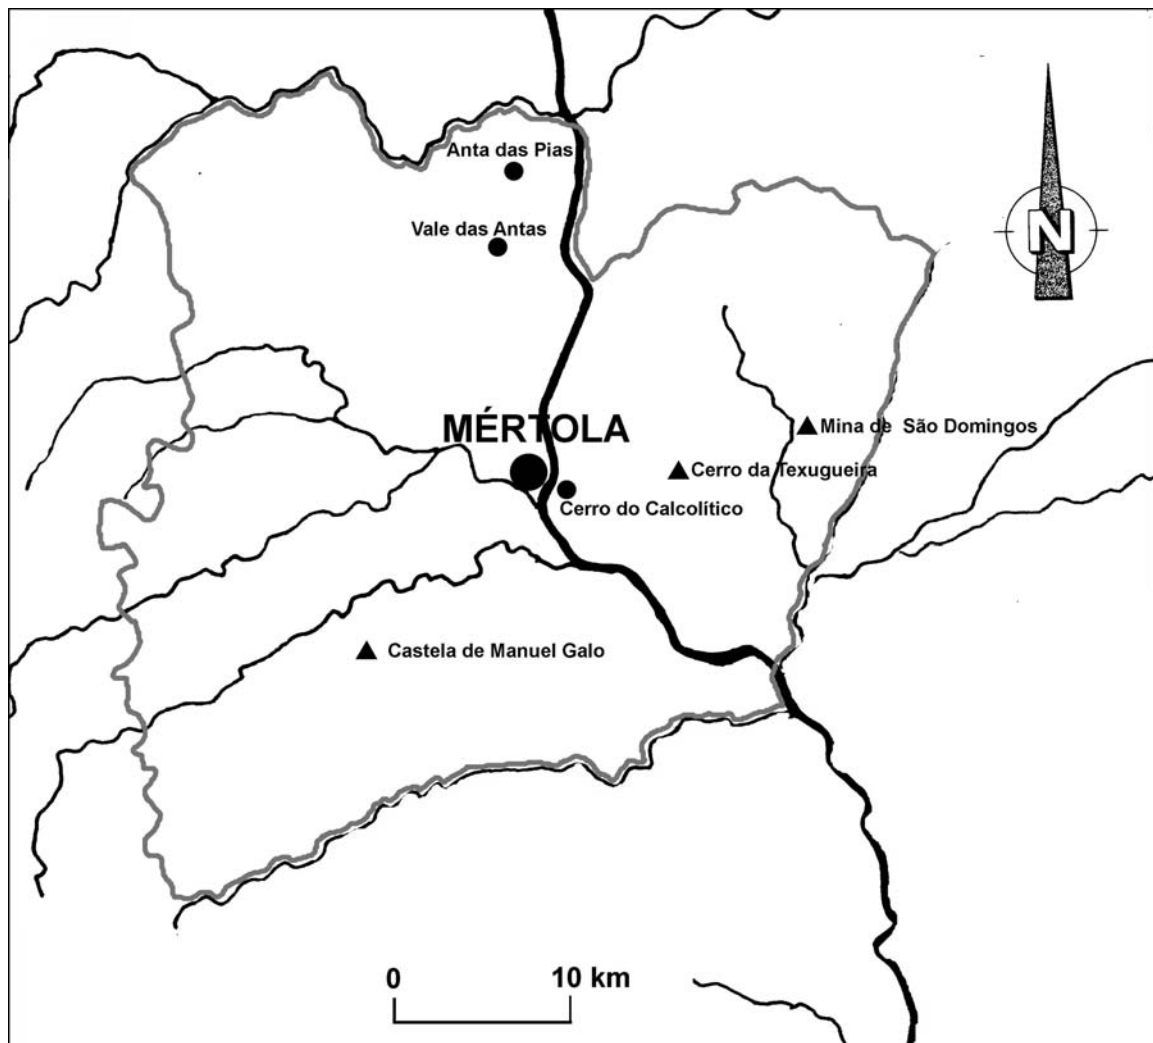 Anta das Pias
Vale das Antas
N
MÉRTOLA
Mina de São Domingos
Cerro da Texugueira
Cerro do Calcolítico
Castela de Manuel Galo
0 10 km